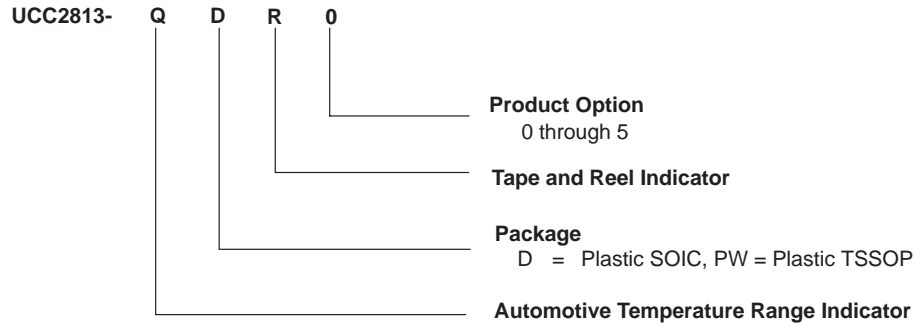 UCC2813- Q D R 0
Product Option
0 through 5
Tape and Reel Indicator
Package
D = Plastic SOIC, PW = Plastic TSSOP
Automotive Temperature Range Indicator